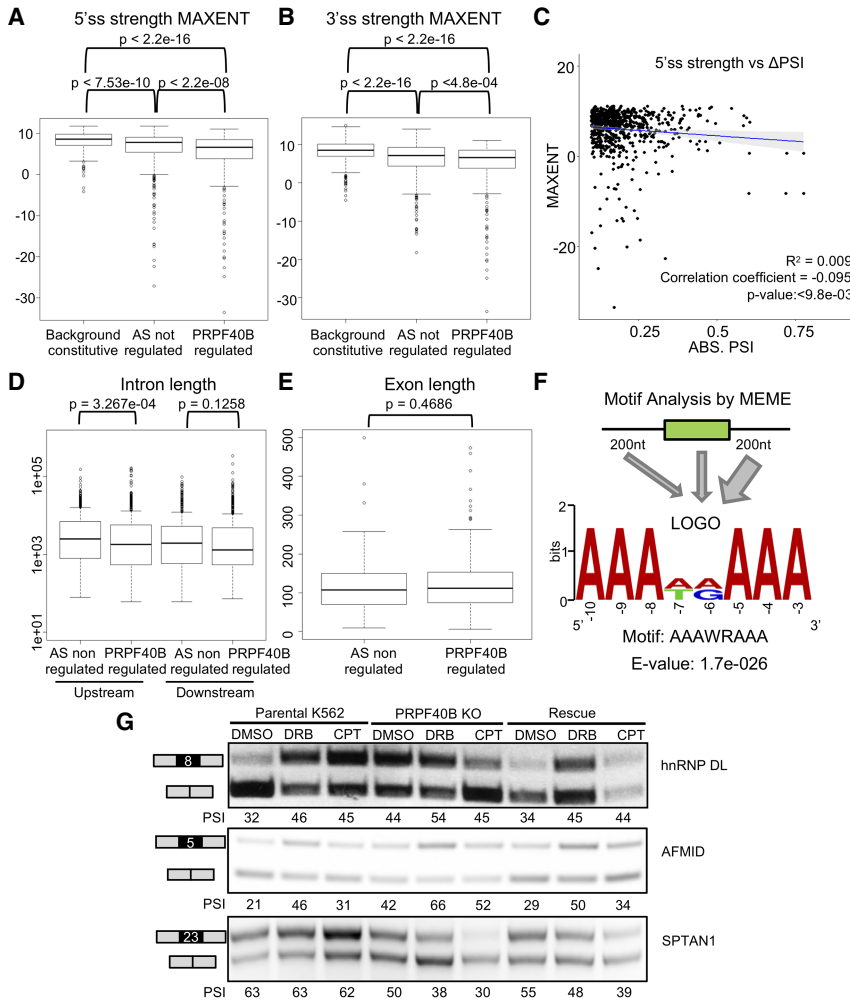 A
5'ss strength MAXENT
p < 2.2e-16
p < 7.53e-10
p < 2.2e-08
10
0
-10
-20
-30
Background constitutive
AS not regulated
PRPF40B regulated
B
3'ss strength MAXENT
p < 2.2e-16
p < 2.2e-16
p <4.8e-04
10
0
-10
-20
-30
Background constitutive
AS not regulated
PRPF40B regulated
C
5'ss strength vs ΔPSI
MAXENT
20
0
-20
R² = 0.009
Correlation coefficient = -0.095
p-value:<9.8e-03
0.25
0.5
0.75
ABS. PSI
D
Intron length
p = 3.267e-04
p = 0.1258
1e+05
1e+03
1e+01
AS non regulated
PRPF40B regulated
AS non regulated
PRPF40B regulated
Upstream
Downstream
E
Exon length
p = 0.4686
500
400
300
200
100
0
AS non regulated
PRPF40B regulated
F
Motif Analysis by MEME
200nt
200nt
LOGO
2
1
0
bits
AAAAAAAA
TG
5'
-10
-9
-8
-7
-6
-5
-4
-3
3'
Motif: AAAWRAAA
E-value: 1.7e-026
G
Parental K562
PRPF40B KO
Rescue
DMSO DRB CPT DMSO DRB CPT DMSO DRB CPT
8
hnRNP DL
PSI 32 46 45 44 54 45 34 45 44
5
AFMID
PSI 21 46 31 42 66 52 29 50 34
23
SPTAN1
PSI 63 63 62 50 38 30 55 48 39